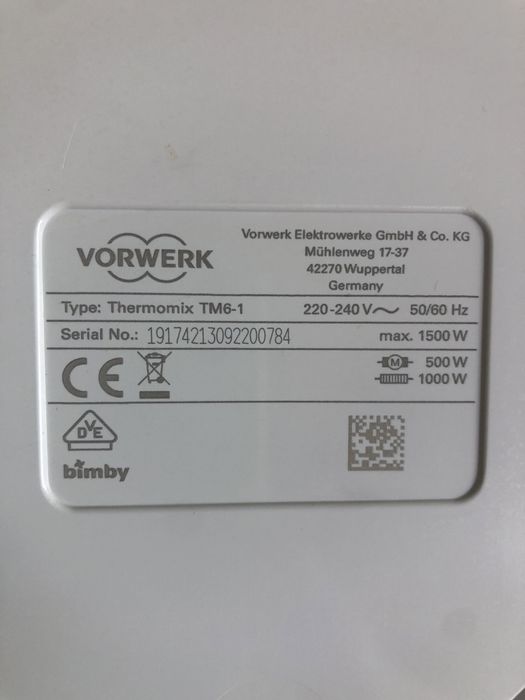 VORWERK
Vorwerk Elektrowerke GmbH & Co. KG
Mühlenweg 17-37
42270 Wuppertal
Germany
Type: Thermomix TM6-1 220-240 V~ 50/60 Hz
Serial No.: 19174213092200784 max. 1500 W
CE M 500 W
1000 W
DVE
bimby